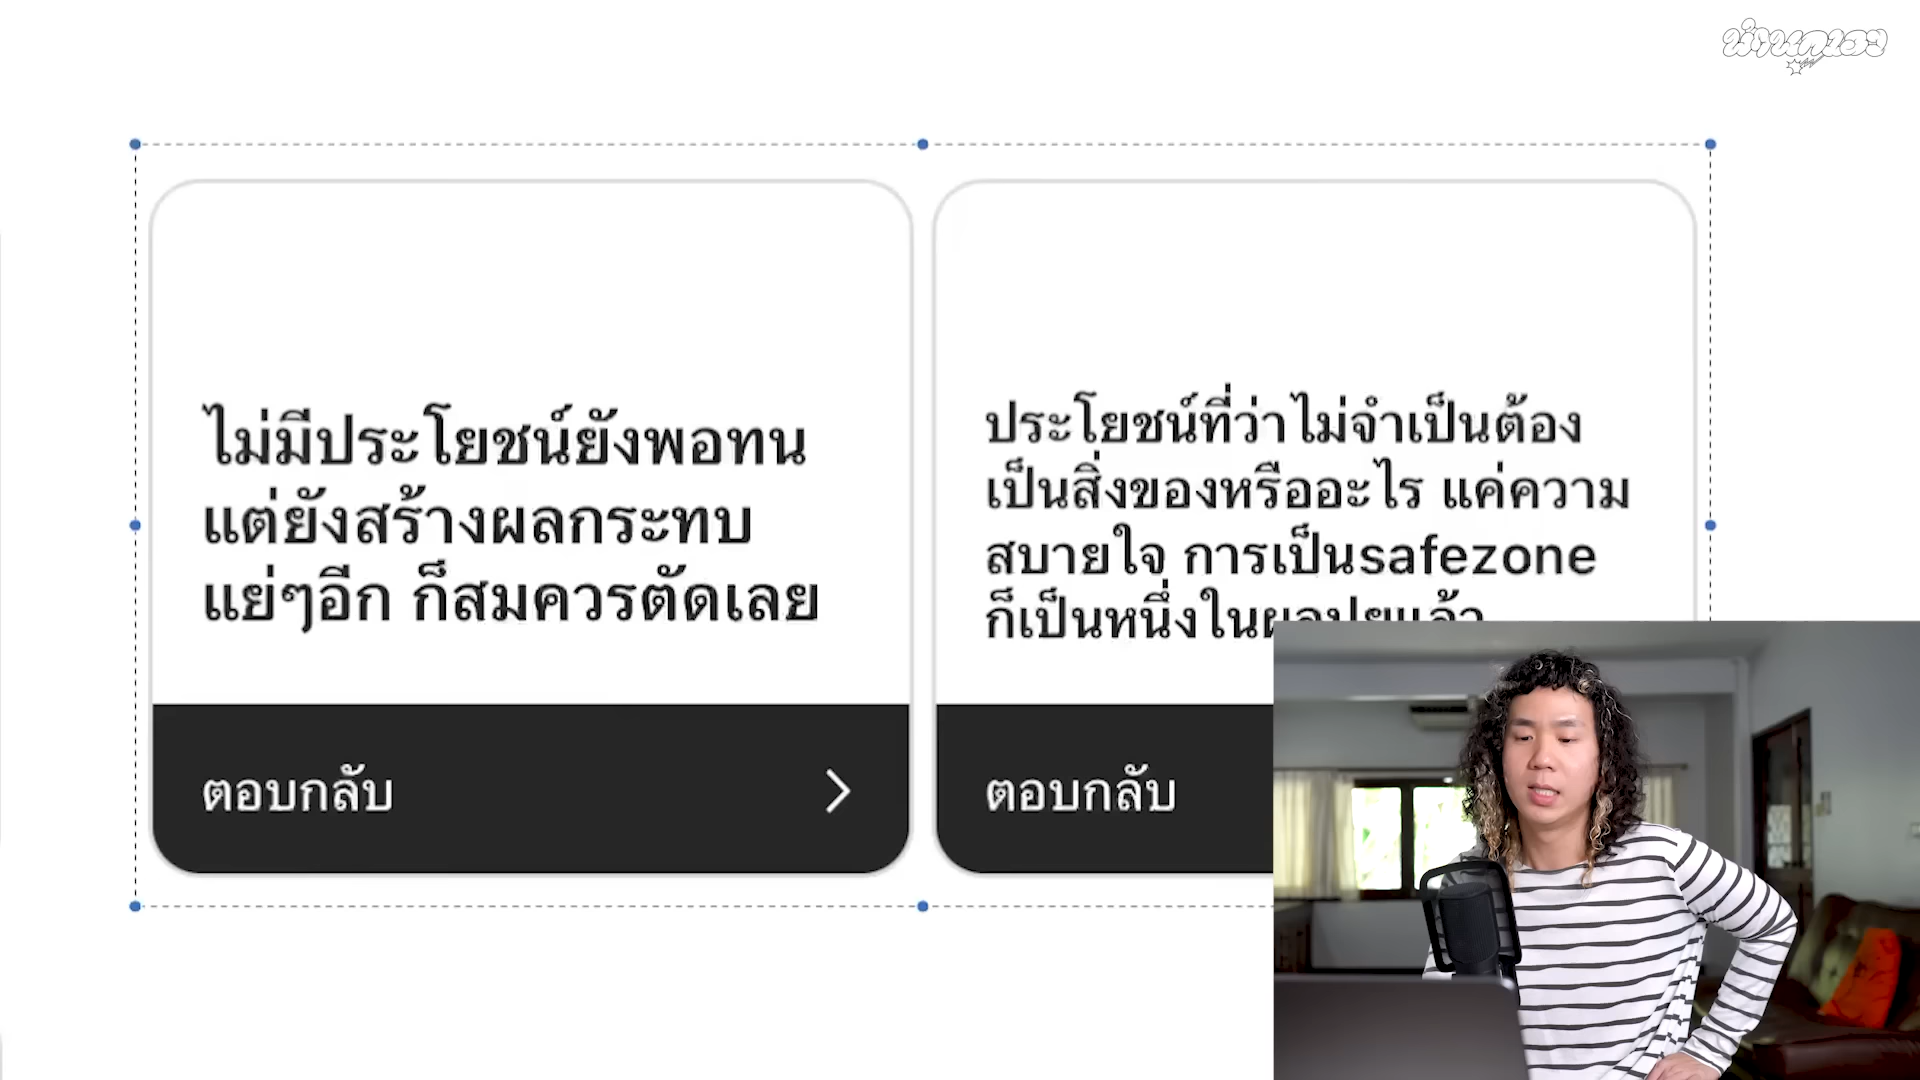 ไม่มีประโยชน์ยังพอทน
แต่ยังสร้างผลกระทบ
แย่ๆอีก ก็สมควรตัดเลย
ตอบกลับ
ประโยชน์ที่ว่าไม่จำเป็นต้อง
เป็นสิ่งของหรืออะไร แค่ความ
สบายใจ การเป็นsafezone
ก็เป็นหนึ่งใน
ตอบกลับ